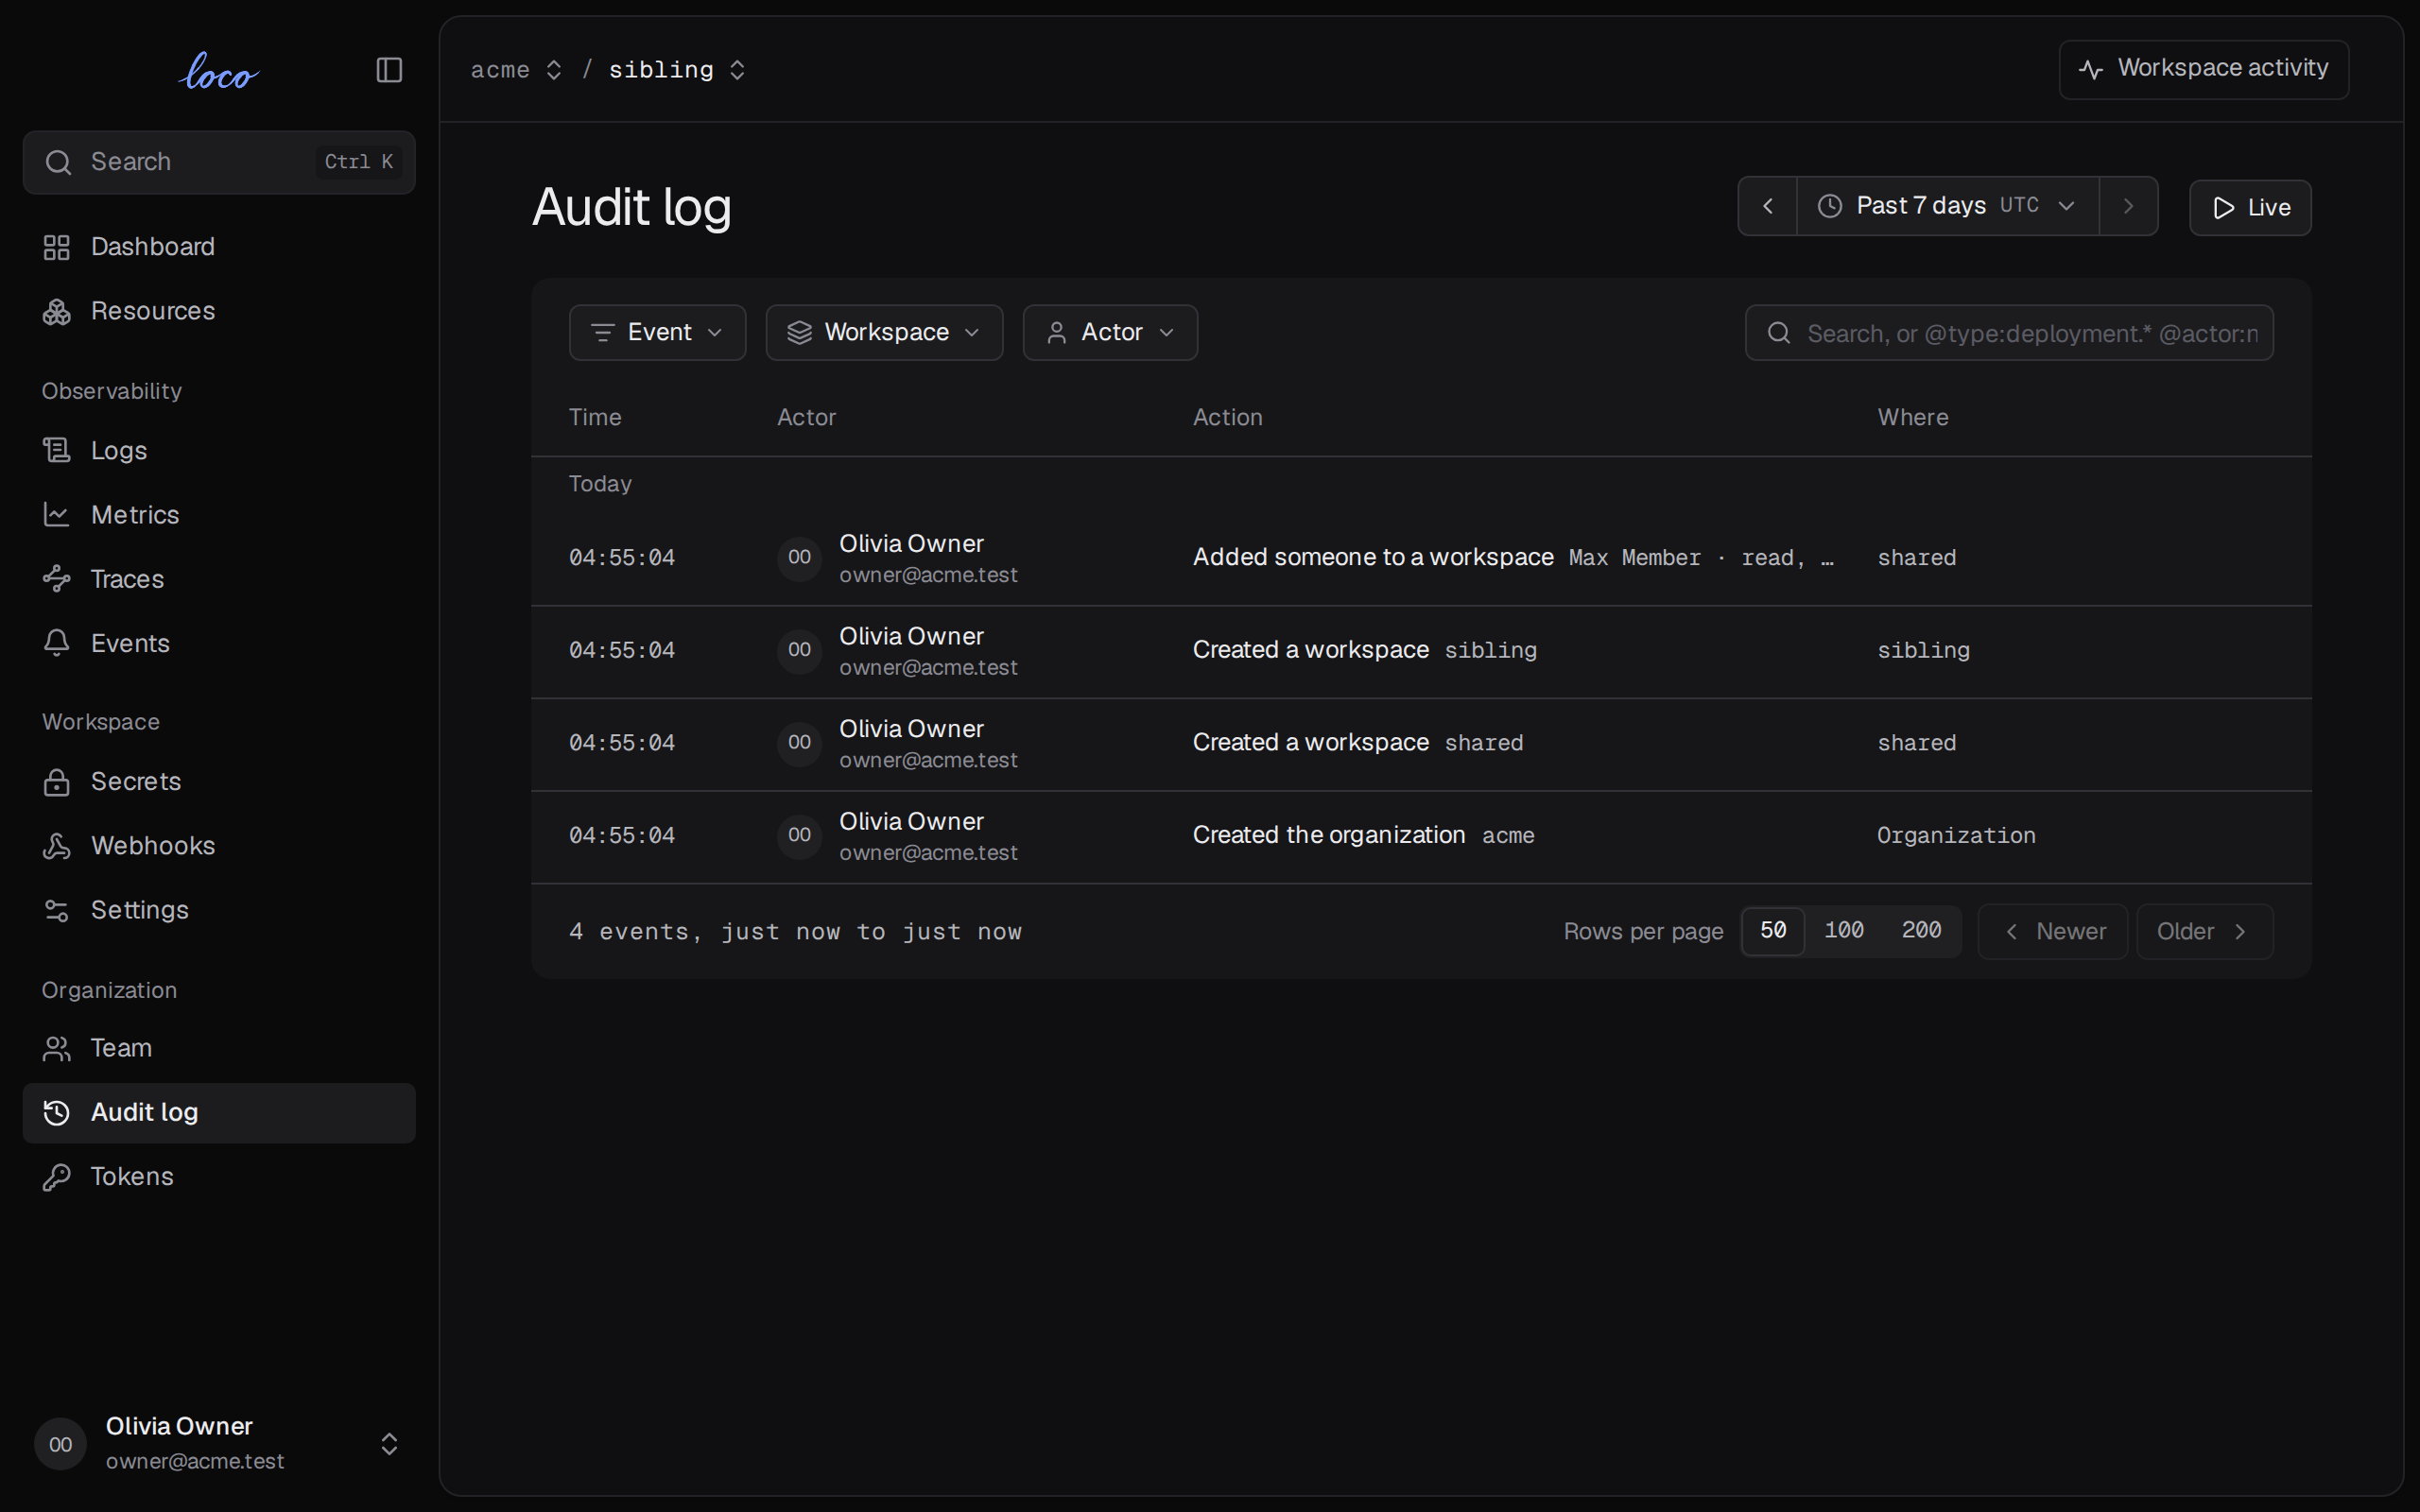 loco
Search Ctrl K
Dashboard
Resources
Observability
Logs
Metrics
Traces
Events
Workspace
Secrets
Webhooks
Settings
Organization
Team
Audit log
Tokens
OO Olivia Owner
owner@acme.test
acme / sibling
Workspace activity
Audit log
Past 7 days UTC
Live
Event Workspace Actor
Search, or @type:deployment.* @actor:n
Time Actor Action Where
Today
04:55:04 OO Olivia Owner owner@acme.test Added someone to a workspace Max Member · read, … shared
04:55:04 OO Olivia Owner owner@acme.test Created a workspace sibling sibling
04:55:04 OO Olivia Owner owner@acme.test Created a workspace shared shared
04:55:04 OO Olivia Owner owner@acme.test Created the organization acme Organization
4 events, just now to just now
Rows per page 50 100 200 Newer Older